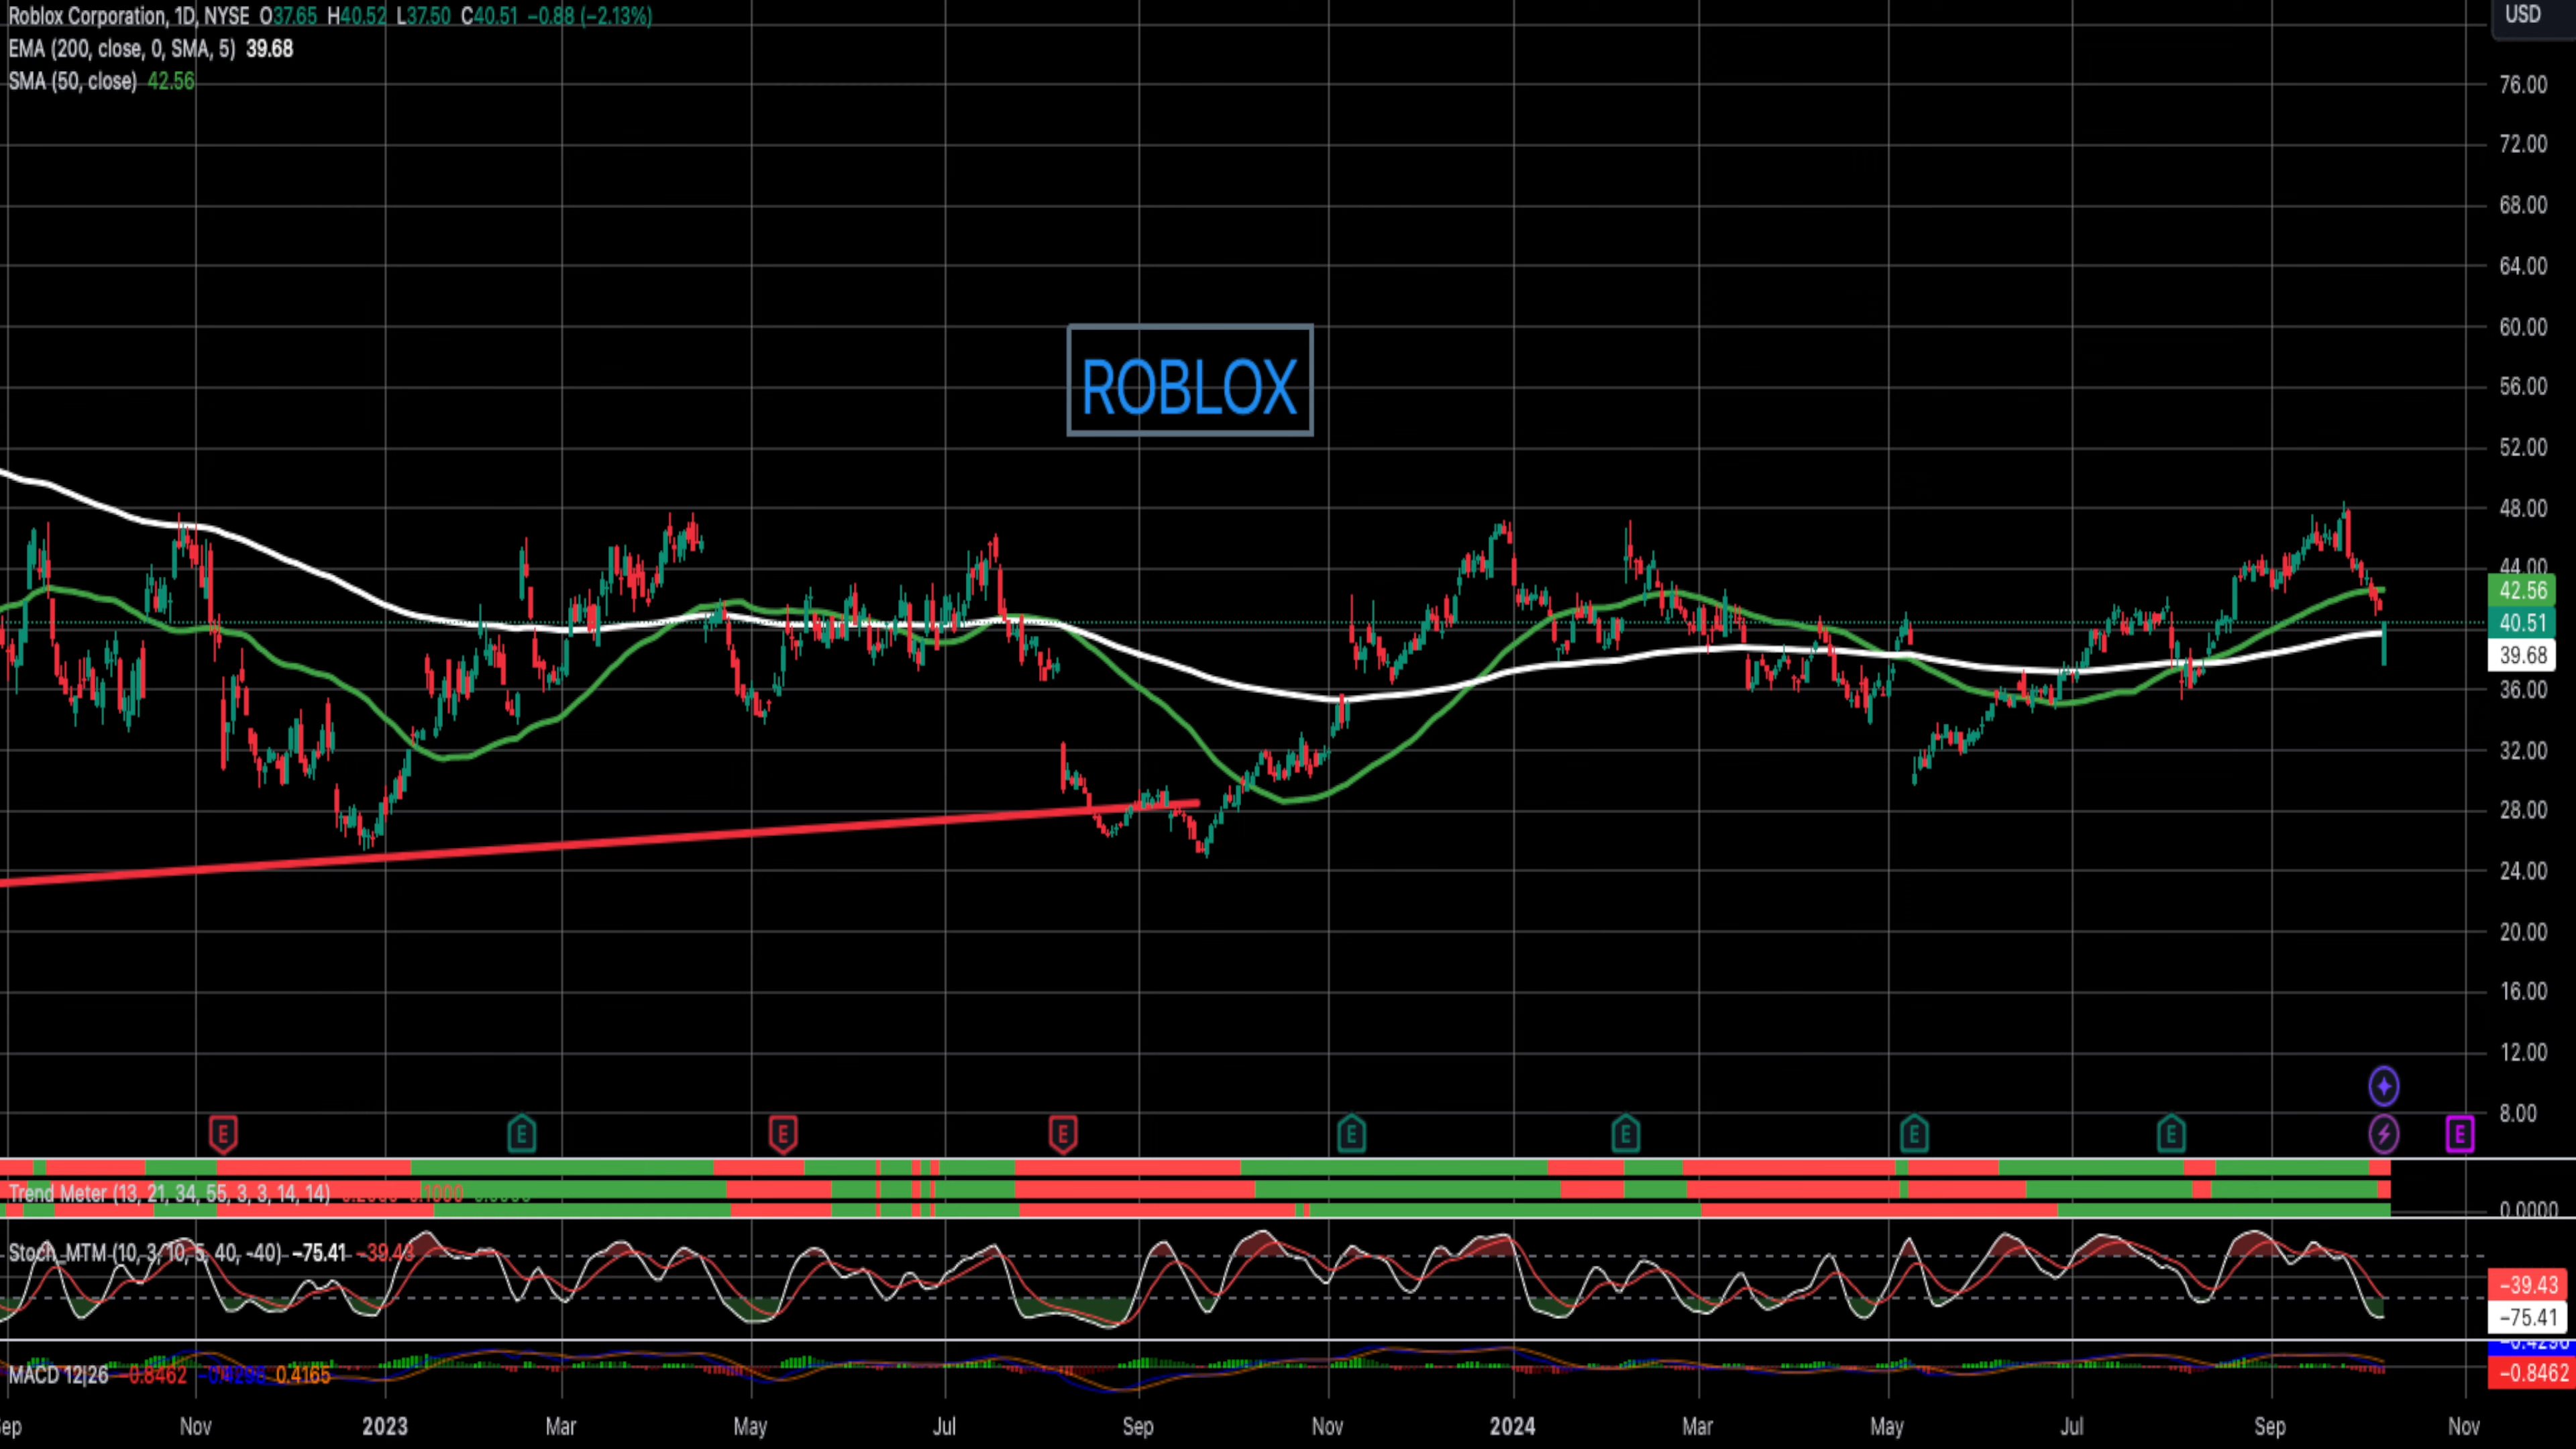 Roblox Corporation, 1D, NYSE O37.65 H40.52 L37.50 C40.51 −0.88 (−2.13%)
USD
EMA (200, close, 0, SMA, 5) 39.68
SMA (50, close) 42.56
76.00
72.00
68.00
64.00
60.00
ROBLOX
56.00
52.00
48.00
44.00
42.56
40.51
39.68
36.00
32.00
28.00
24.00
20.00
16.00
12.00
8.00
E E E E E E E E E
Trend Meter (13, 21, 34, 55, 3, 3, 14, 14)
0.0000
Stoch_MTM (10, 3, 10, 5, 40, -40) −75.41 −39.43
−39.43
−75.41
MACD 12|26 −0.8462 −0.4296 0.4165
−0.4296
−0.8462
Sep Nov 2023 Mar May Jul Sep Nov 2024 Mar May Jul Sep Nov